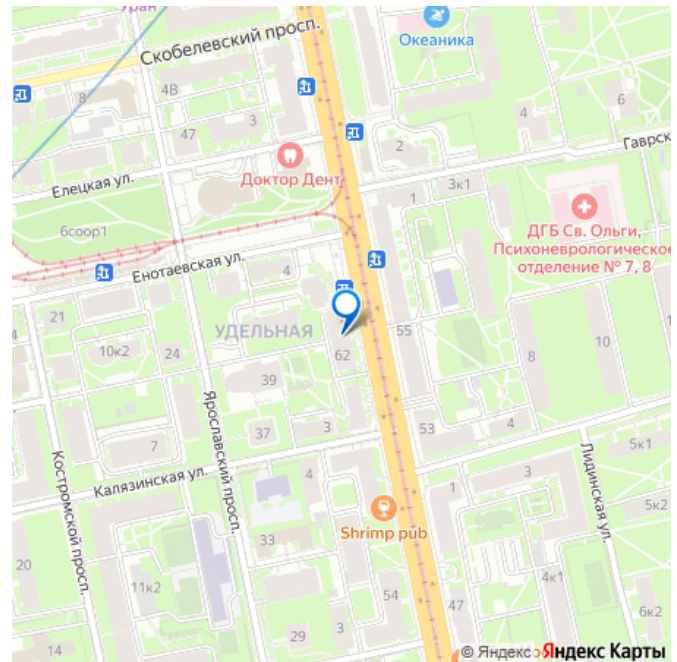 Уран
Скобелевский просп.
Океаника
4В
8
47
3
4
6
2
Гаврск
Доктор Дент
Елецкая ул.
1
3к1
6соор1
ДГБ Св. Ольги,
Психоневрологическое
отделение № 7, 8
Енотаевская ул.
4
21
УДЕЛЬНАЯ
55
10к2
24
62
8
10
39
Ярославский просп.
37
3
53
4
7
5к1
Костромской просп.
Калязинская ул.
4
1
3
Лидинская ул.
5к2
Shrimp pub
33
20
11к2
4к1
54
47
6к2
29
34
© Яндекс
Яндекс Карты